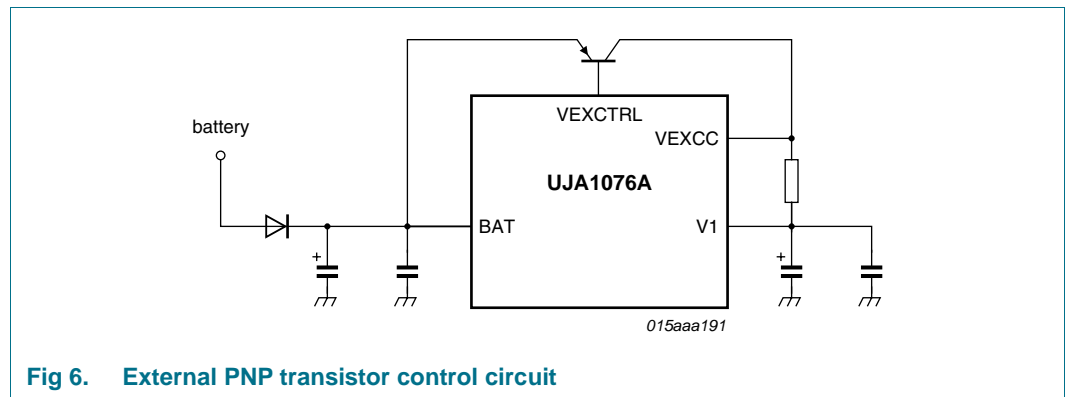 battery
VEXCTRL
VEXCC
UJA1076A
BAT
V1
+
+
015aaa191
Fig 6. External PNP transistor control circuit